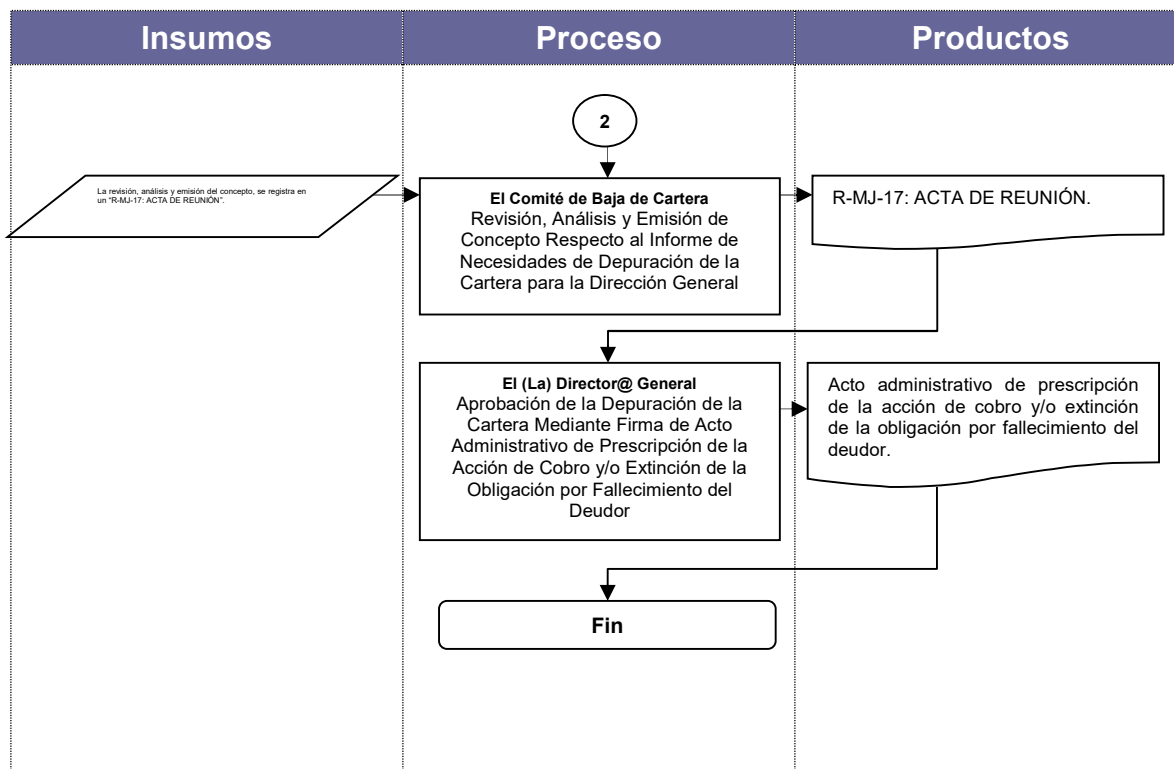 Insumos
Proceso
Productos
2
La revisión, análisis y emisión del concepto, se registra en
un "R-MJ-17: ACTA DE REUNIÓN".
El Comité de Baja de Cartera
Revisión, Análisis y Emisión de
Concepto Respecto al Informe de
Necesidades de Depuración de la
Cartera para la Dirección General
R-MJ-17: ACTA DE REUNIÓN.
El (La) Director@ General
Aprobación de la Depuración de la
Cartera Mediante Firma de Acto
Administrativo de Prescripción de la
Acción de Cobro y/o Extinción de la
Obligación por Fallecimiento del
Deudor
Acto administrativo de prescripción
de la acción de cobro y/o extinción
de la obligación por fallecimiento del
deudor.
Fin